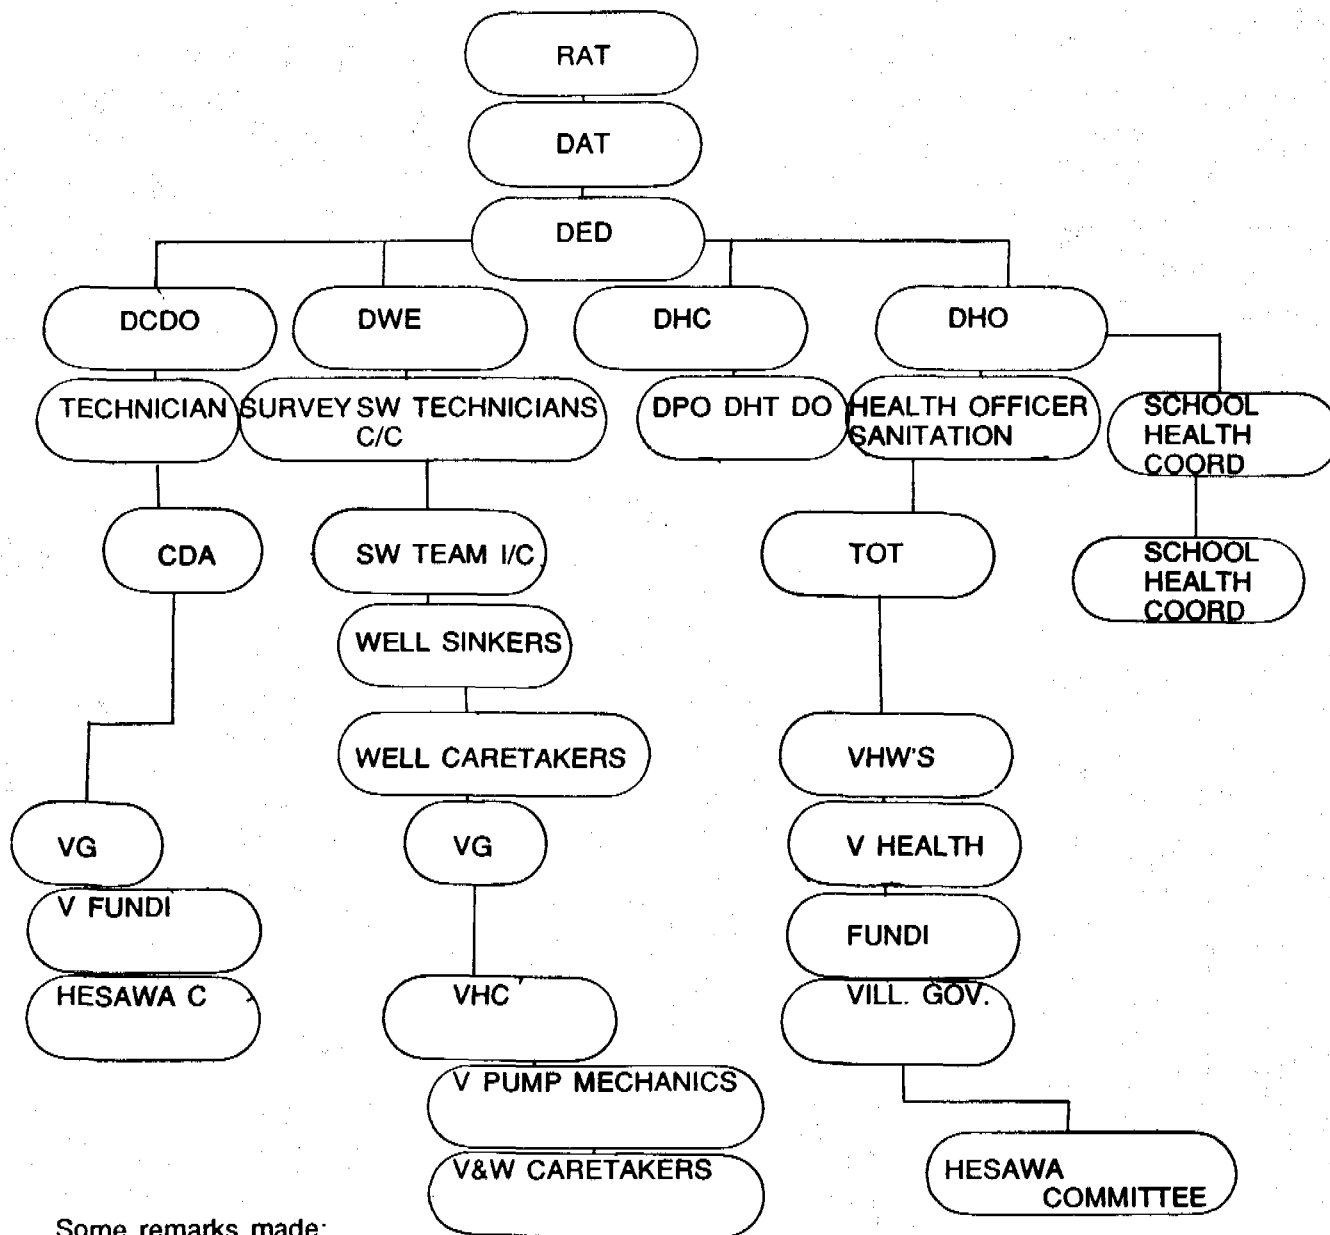 RAT
DAT
DED
DCDO
DWE
DHC
DHO
TECHNICIAN
SURVEY SW TECHNICIANS
C/C
DPO DHT DO
HEALTH OFFICER
SANITATION
SCHOOL
HEALTH
COORD
CDA
SW TEAM I/C
TOT
SCHOOL
HEALTH
COORD
WELL SINKERS
WELL CARETAKERS
VHW'S
VG
VG
V HEALTH
V FUNDI
FUNDI
HESAWA C
VHC
VILL. GOV.
V PUMP MECHANICS
V&W CARETAKERS
HESAWA
COMMITTEE
Some remarks made: